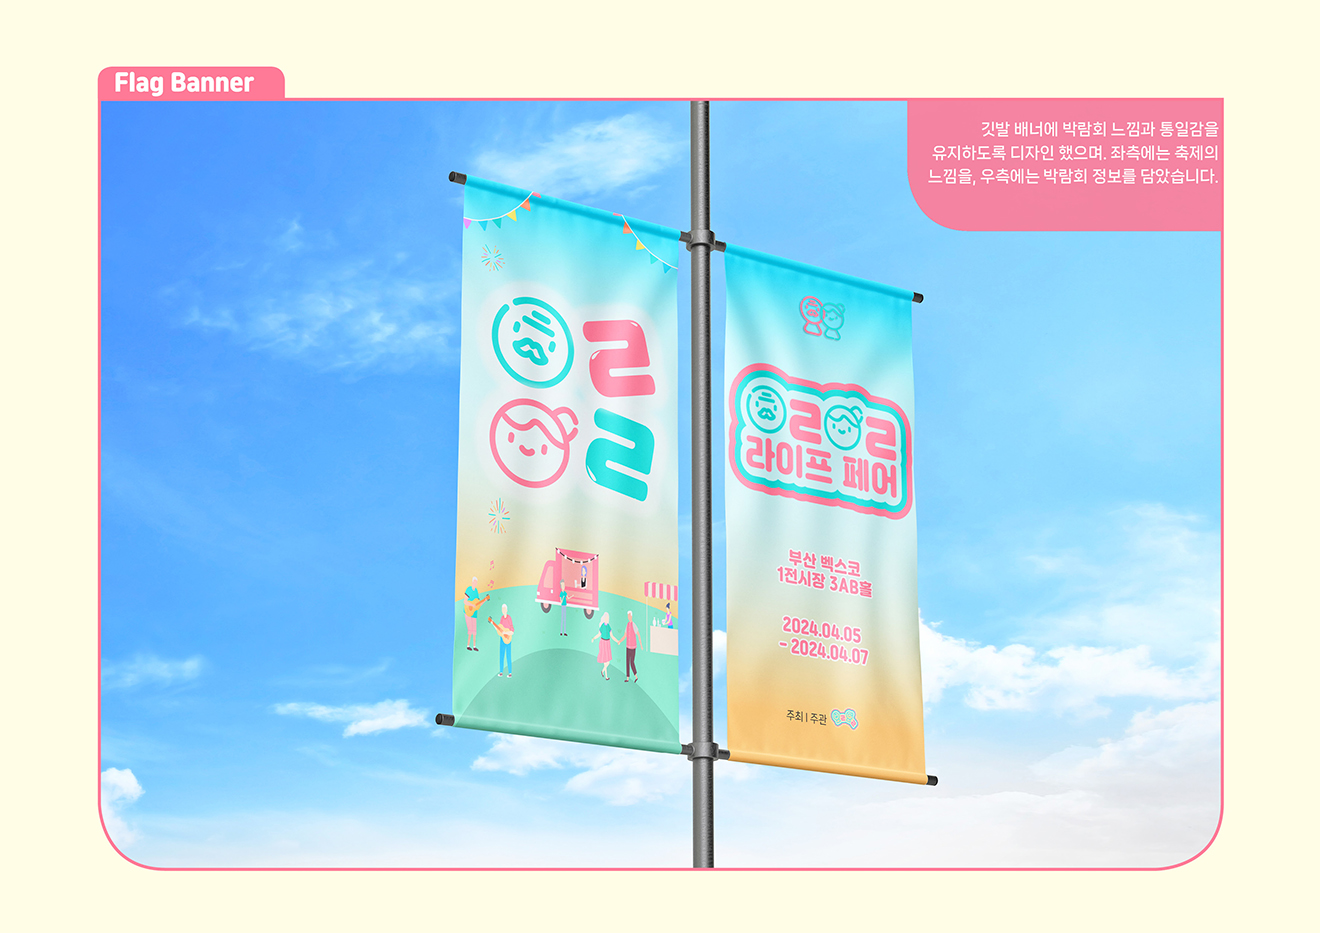 Flag Banner
깃발 배너에 박람회 느낌과 통일감을
유지하도록 디자인 했으며. 좌측에는 축제의
느낌을, 우측에는 박람회 정보를 담았습니다.
ㅇㄹ
ㅇㄹ
ㅇㄹㅇㄹ
라이프 페어
부산 벡스코
1전시장 3AB홀
2024.04.05
- 2024.04.07
주최 | 주관